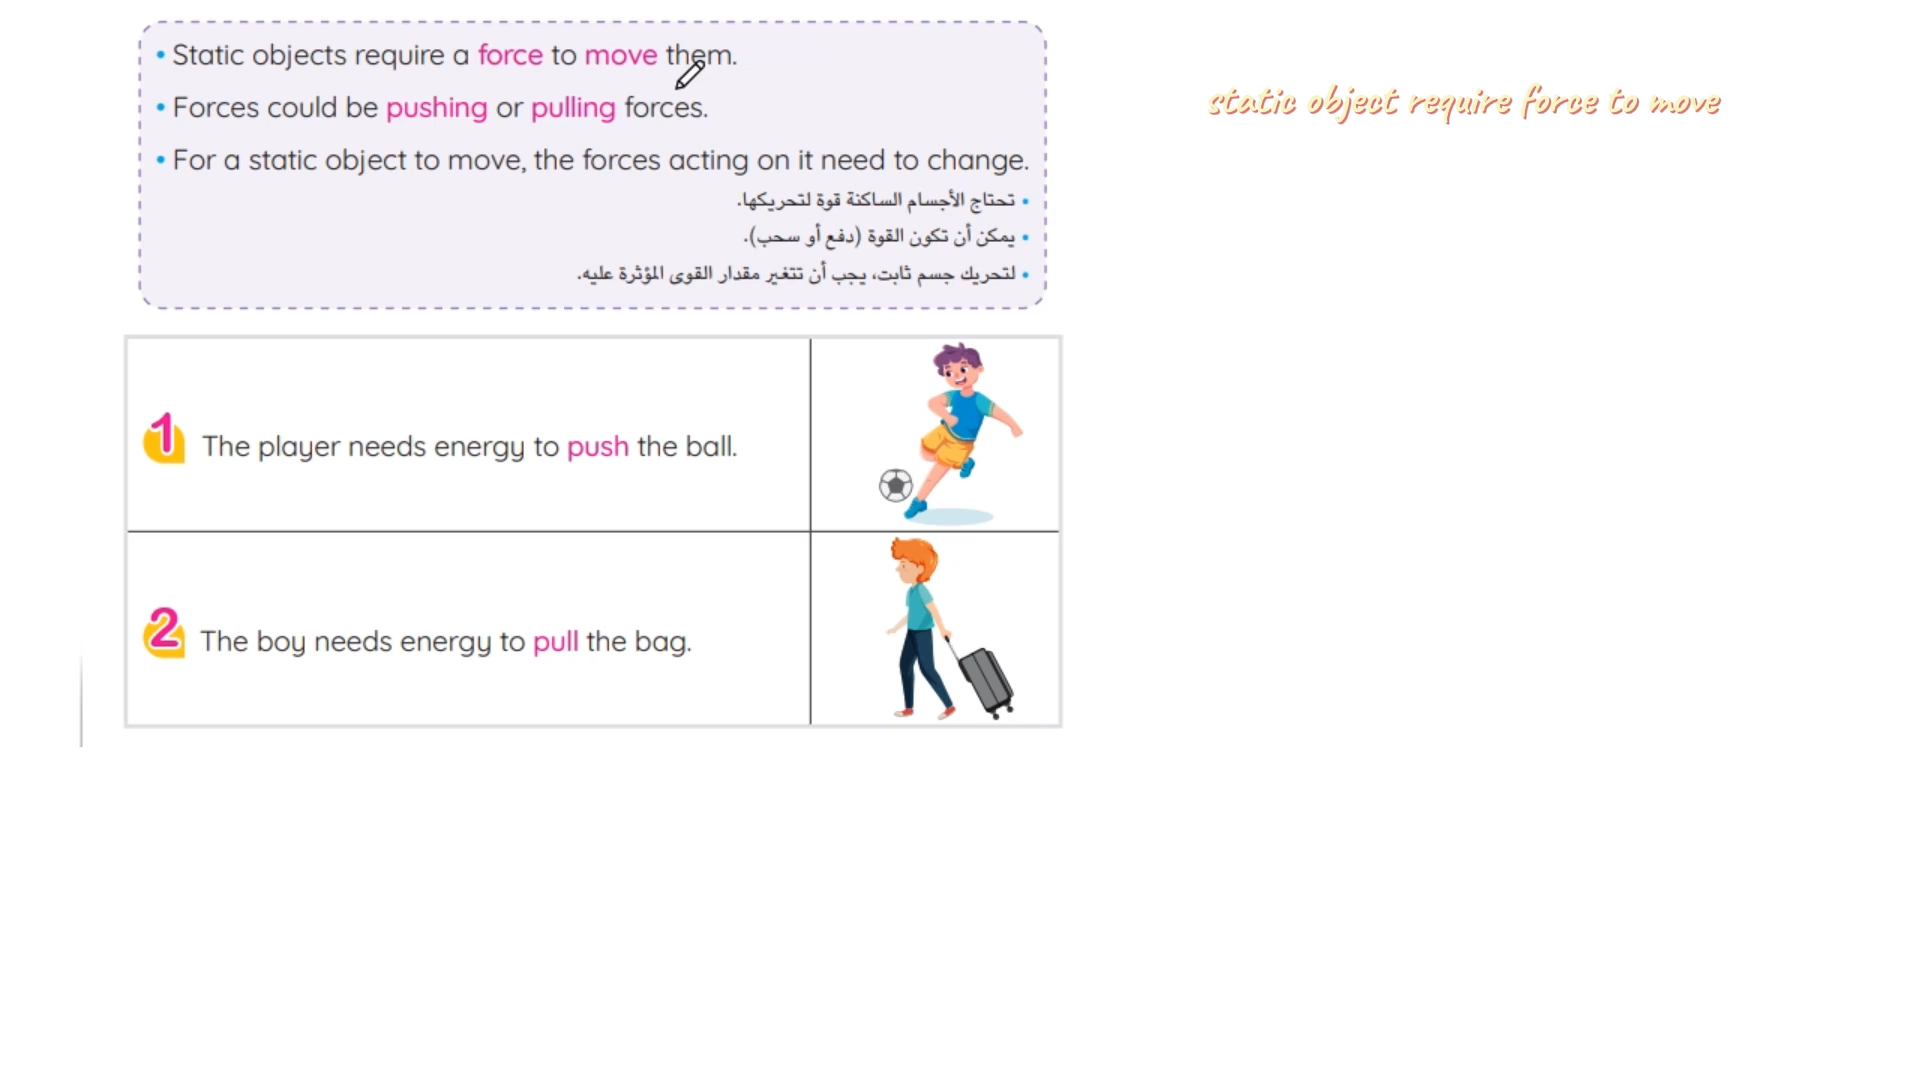 • Static objects require a force to move them.
• Forces could be pushing or pulling forces.
• For a static object to move, the forces acting on it need to change.
• تحتاج الأجسام الساكنة قوة لتحريكها.
• يمكن أن تكون القوة (دفع أو سحب).
• لتحريك جسم ثابت، يجب أن تتغير مقدار القوى المؤثرة عليه.
static object require force to move
1 The player needs energy to push the ball.
2 The boy needs energy to pull the bag.